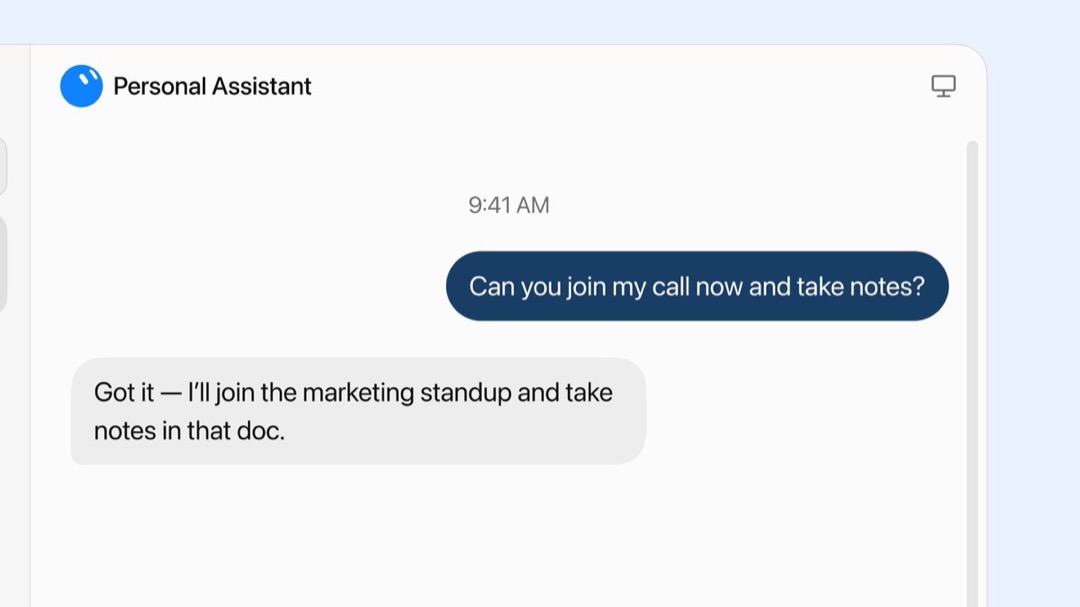 Personal Assistant
9:41 AM
Can you join my call now and take notes?
Got it — I’ll join the marketing standup and take
notes in that doc.